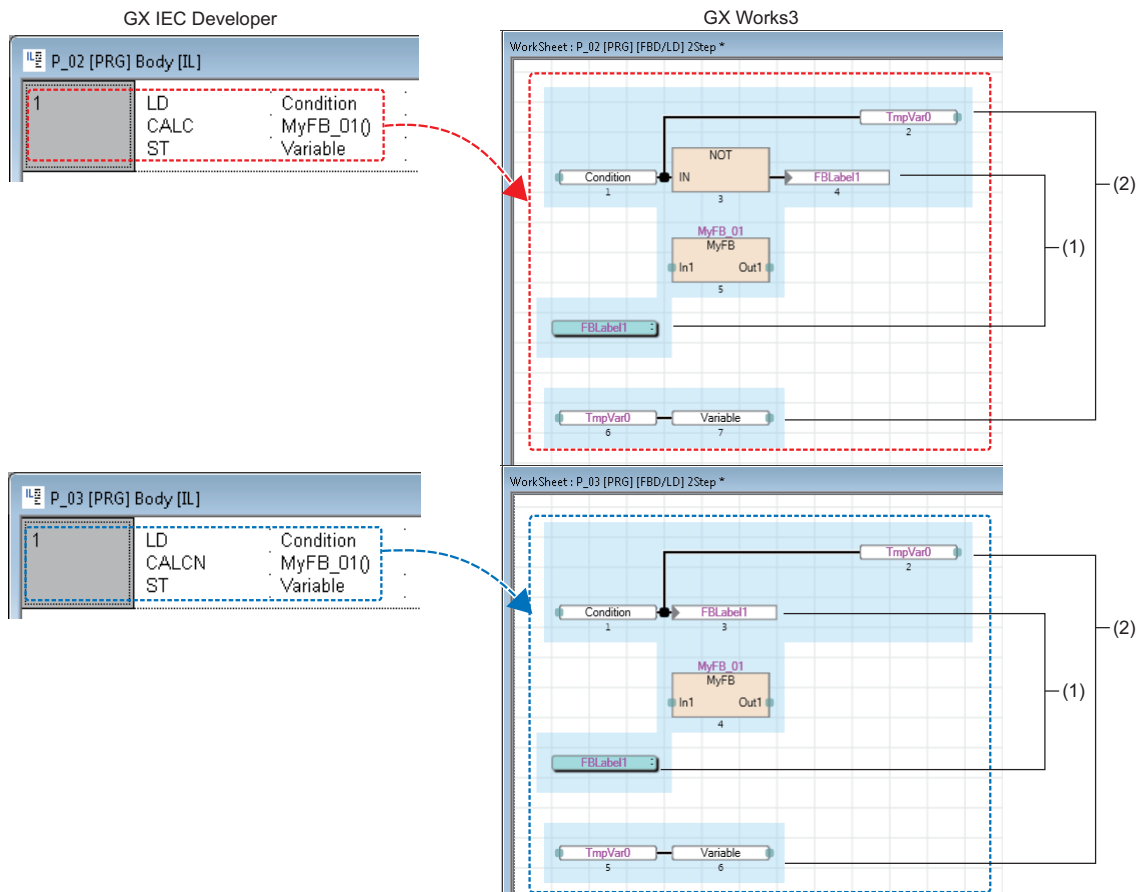 GX IEC Developer
GX Works3
P_02 [PRG] Body [IL]
1
LD Condition
CALC MyFB_01()
ST Variable
WorkSheet : P_02 [PRG] [FBD/LD] 2Step *
TmpVar0
2
NOT
Condition
IN
FBLabel1
1
3
4
MyFB_01
MyFB
In1 Out1
5
FBLabel1
TmpVar0
Variable
6
7
(2)
(1)
P_03 [PRG] Body [IL]
1
LD Condition
CALCN MyFB_01()
ST Variable
WorkSheet : P_03 [PRG] [FBD/LD] 2Step *
TmpVar0
2
Condition
FBLabel1
1
3
MyFB_01
MyFB
In1 Out1
4
FBLabel1
TmpVar0
Variable
5
6
(2)
(1)